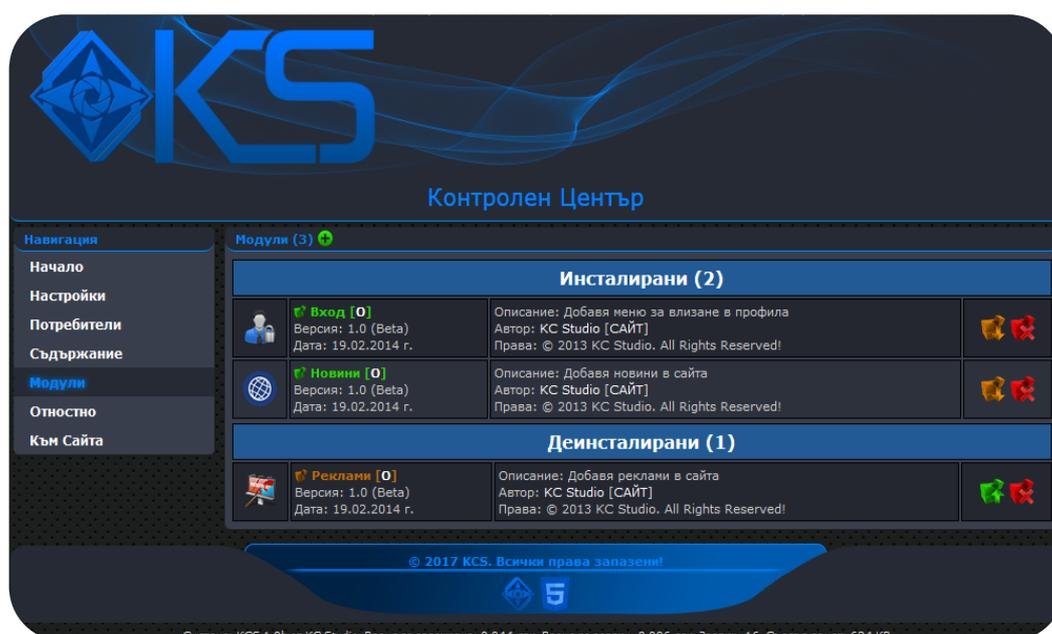 KS
Контролен Център
Навигация
Начало
Настройки
Потребители
Съдържание
Модули
Отностно
Към Сайта
Модули (3)
Инсталирани (2)
Вход [O]
Версия: 1.0 (Beta)
Дата: 19.02.2014 г.
Описание: Добавя меню за влизане в профила
Автор: KC Studio [САЙТ]
Права: © 2013 KC Studio. All Rights Reserved!
Новини [O]
Версия: 1.0 (Beta)
Дата: 19.02.2014 г.
Описание: Добавя новини в сайта
Автор: KC Studio [САЙТ]
Права: © 2013 KC Studio. All Rights Reserved!
Деинсталирани (1)
Реклами [O]
Версия: 1.0 (Beta)
Дата: 19.02.2014 г.
Описание: Добавя реклами в сайта
Автор: KC Studio [САЙТ]
Права: © 2013 KC Studio. All Rights Reserved!
© 2017 KCS. Всички права запазени!